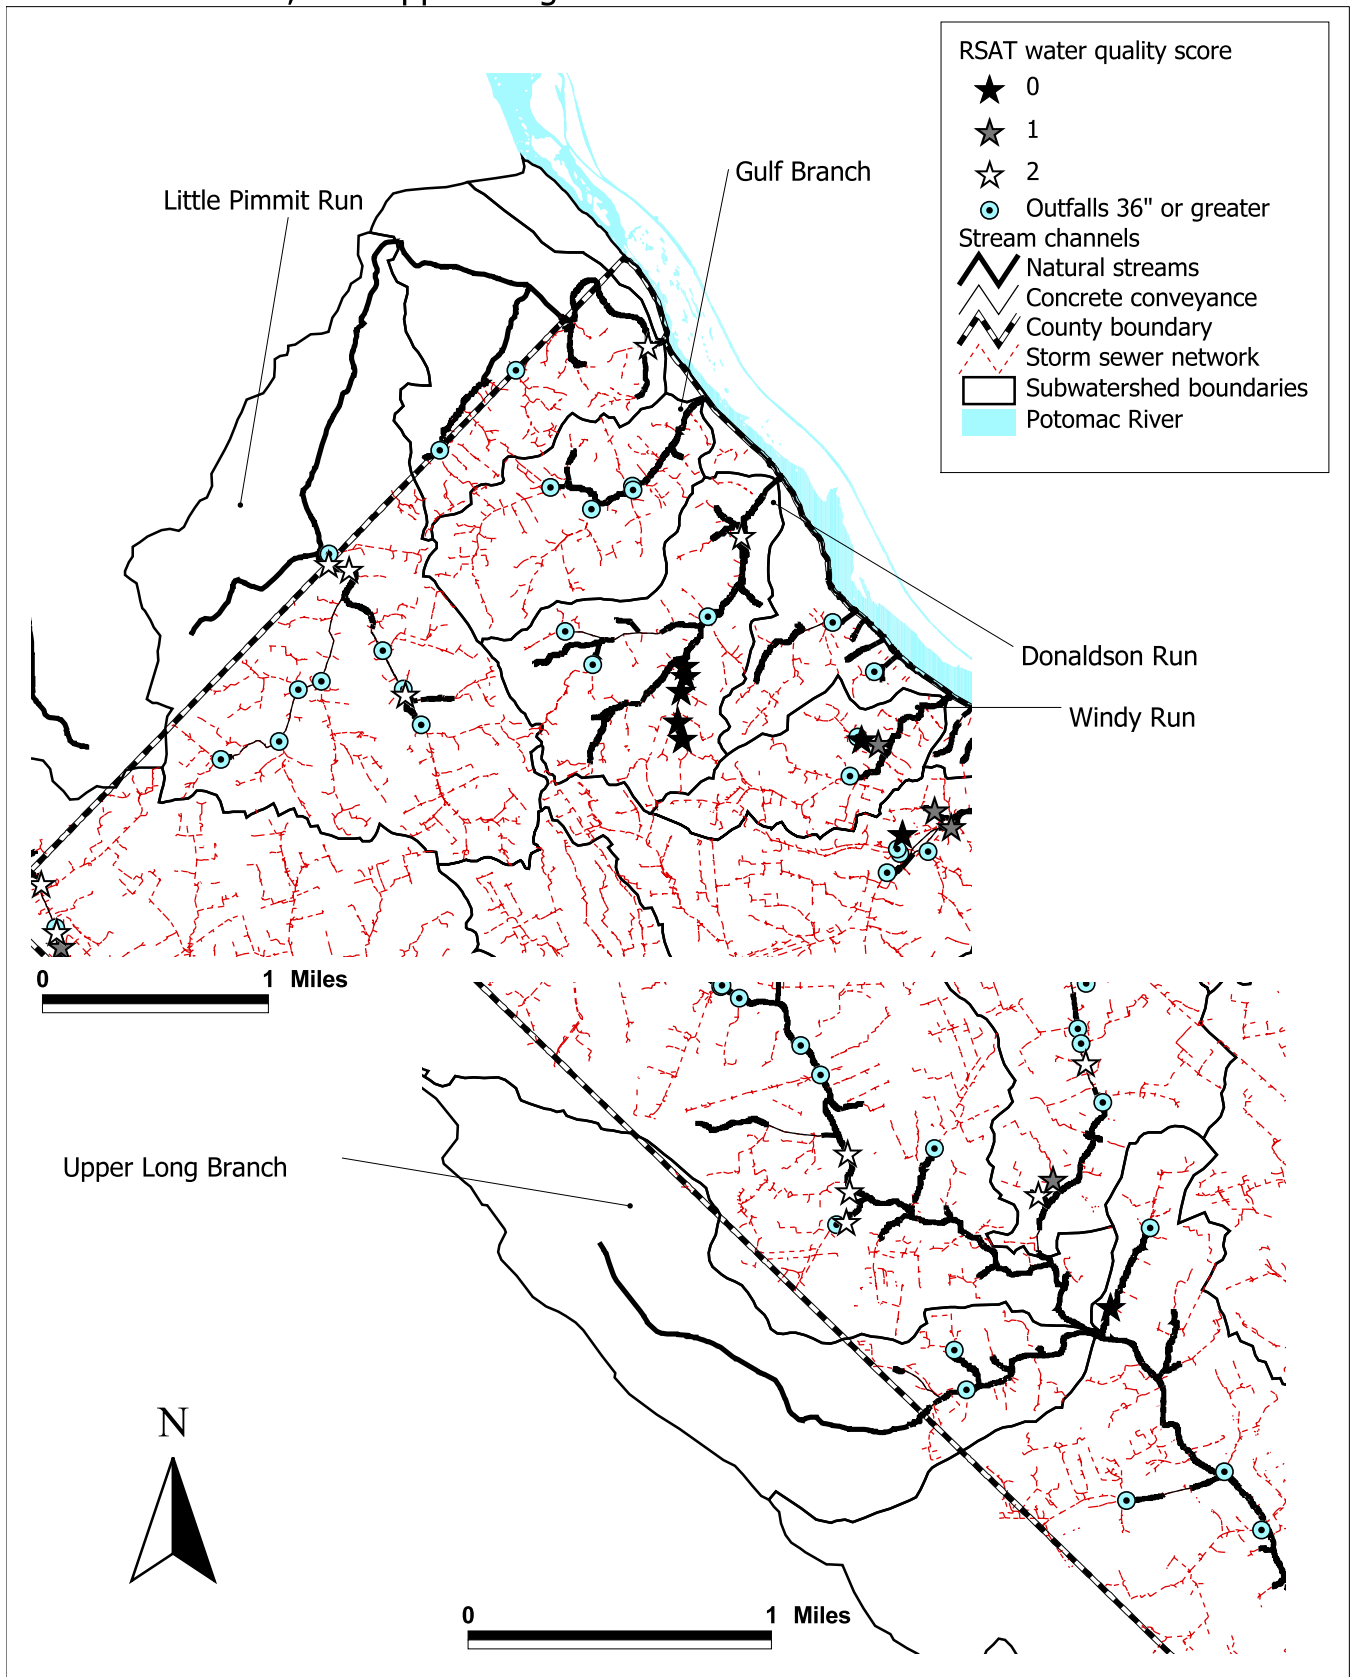 RSAT water quality score
0
1
2
Outfalls 36" or greater
Stream channels
Natural streams
Concrete conveyance
County boundary
Storm sewer network
Subwatershed boundaries
Potomac River
Gulf Branch
Little Pimmit Run
Donaldson Run
Windy Run
0 1 Miles
Upper Long Branch
N
0 1 Miles